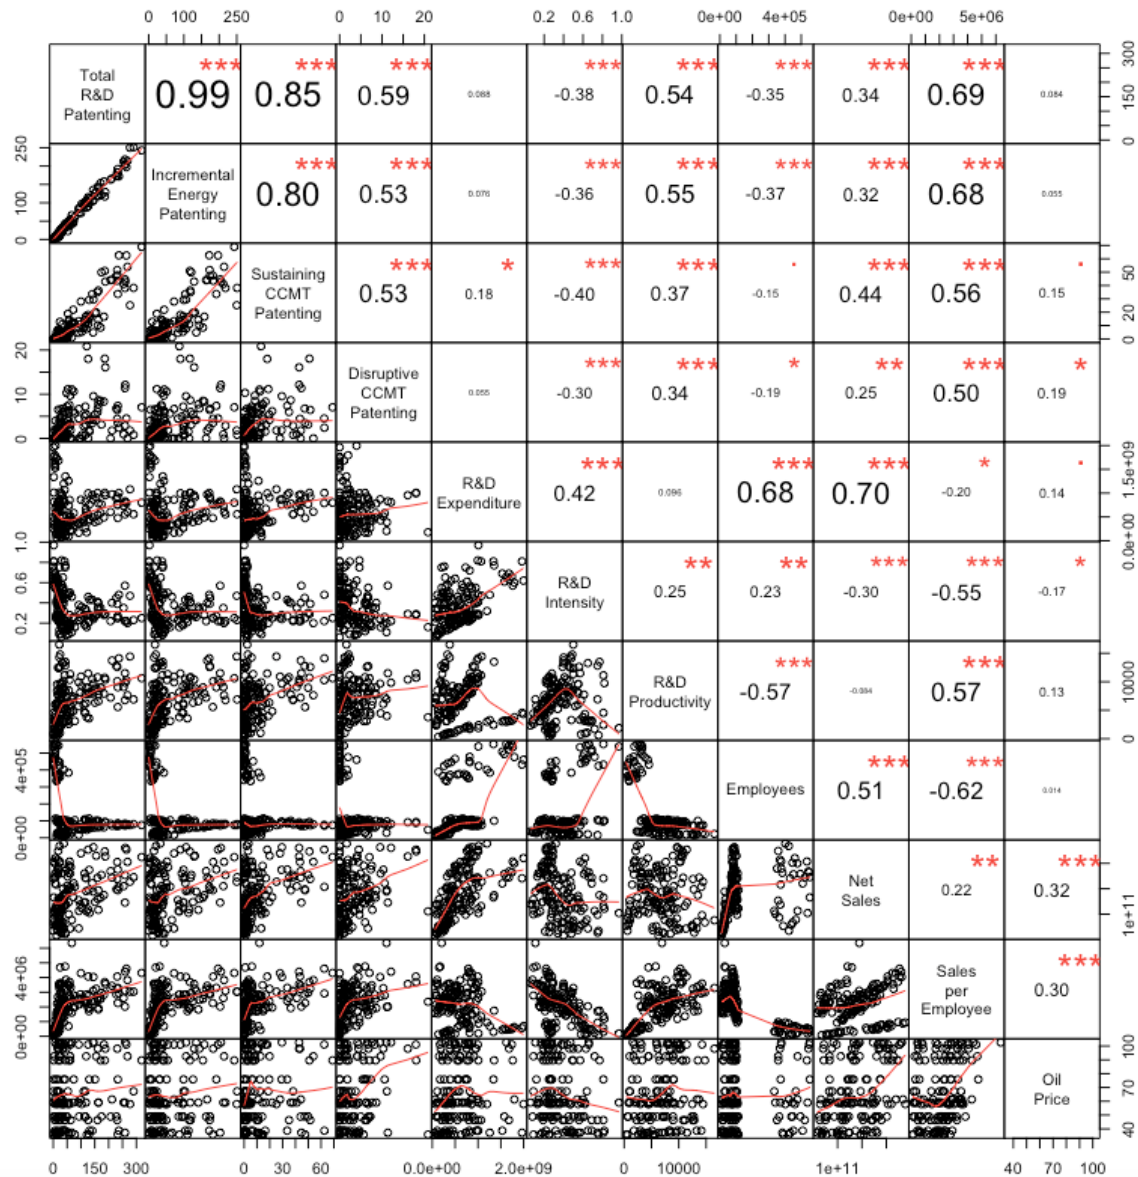 0 100 250 0 10 20 0.2 0.6 1.0 0e+00 4e+05 0e+00 5e+06
Total
R&D
Patenting
*** *** *** *** *** *** *** ***
0.99 0.85 0.59 0.088 -0.38 0.54 -0.35 0.34 0.69 0.084
0 150 300
0 100 250
Incremental
Energy
Patenting
*** *** *** *** *** *** ***
0.80 0.53 0.076 -0.36 0.55 -0.37 0.32 0.68 0.055
Sustaining
CCMT
Patenting
*** * *** *** . *** *** .
0.53 0.18 -0.40 0.37 -0.15 0.44 0.56 0.15
0 20 50
0 10 20
Disruptive
CCMT
Patenting
*** *** * ** *** *
0.055 -0.30 0.34 -0.19 0.25 0.50 0.19
R&D
Expenditure
*** *** *** * .
0.42 0.096 0.68 0.70 -0.20 0.14
0.0e+00 1.5e+09
0.2 0.6 1.0
R&D
Intensity
** ** *** *** *
0.25 0.23 -0.30 -0.55 -0.17
R&D
Productivity
*** ***
-0.57 -0.084 0.57 0.13
0 10000
0e+00 4e+05
Employees
*** ***
0.51 -0.62 0.014
Net
Sales
** ***
0.22 0.32
1e+11
0e+00 4e+06
Sales
per
Employee
***
0.30
Oil
Price
40 70 100
0 150 300 0 30 60 0.0e+00 2.0e+09 0 10000 1e+11 40 70 100